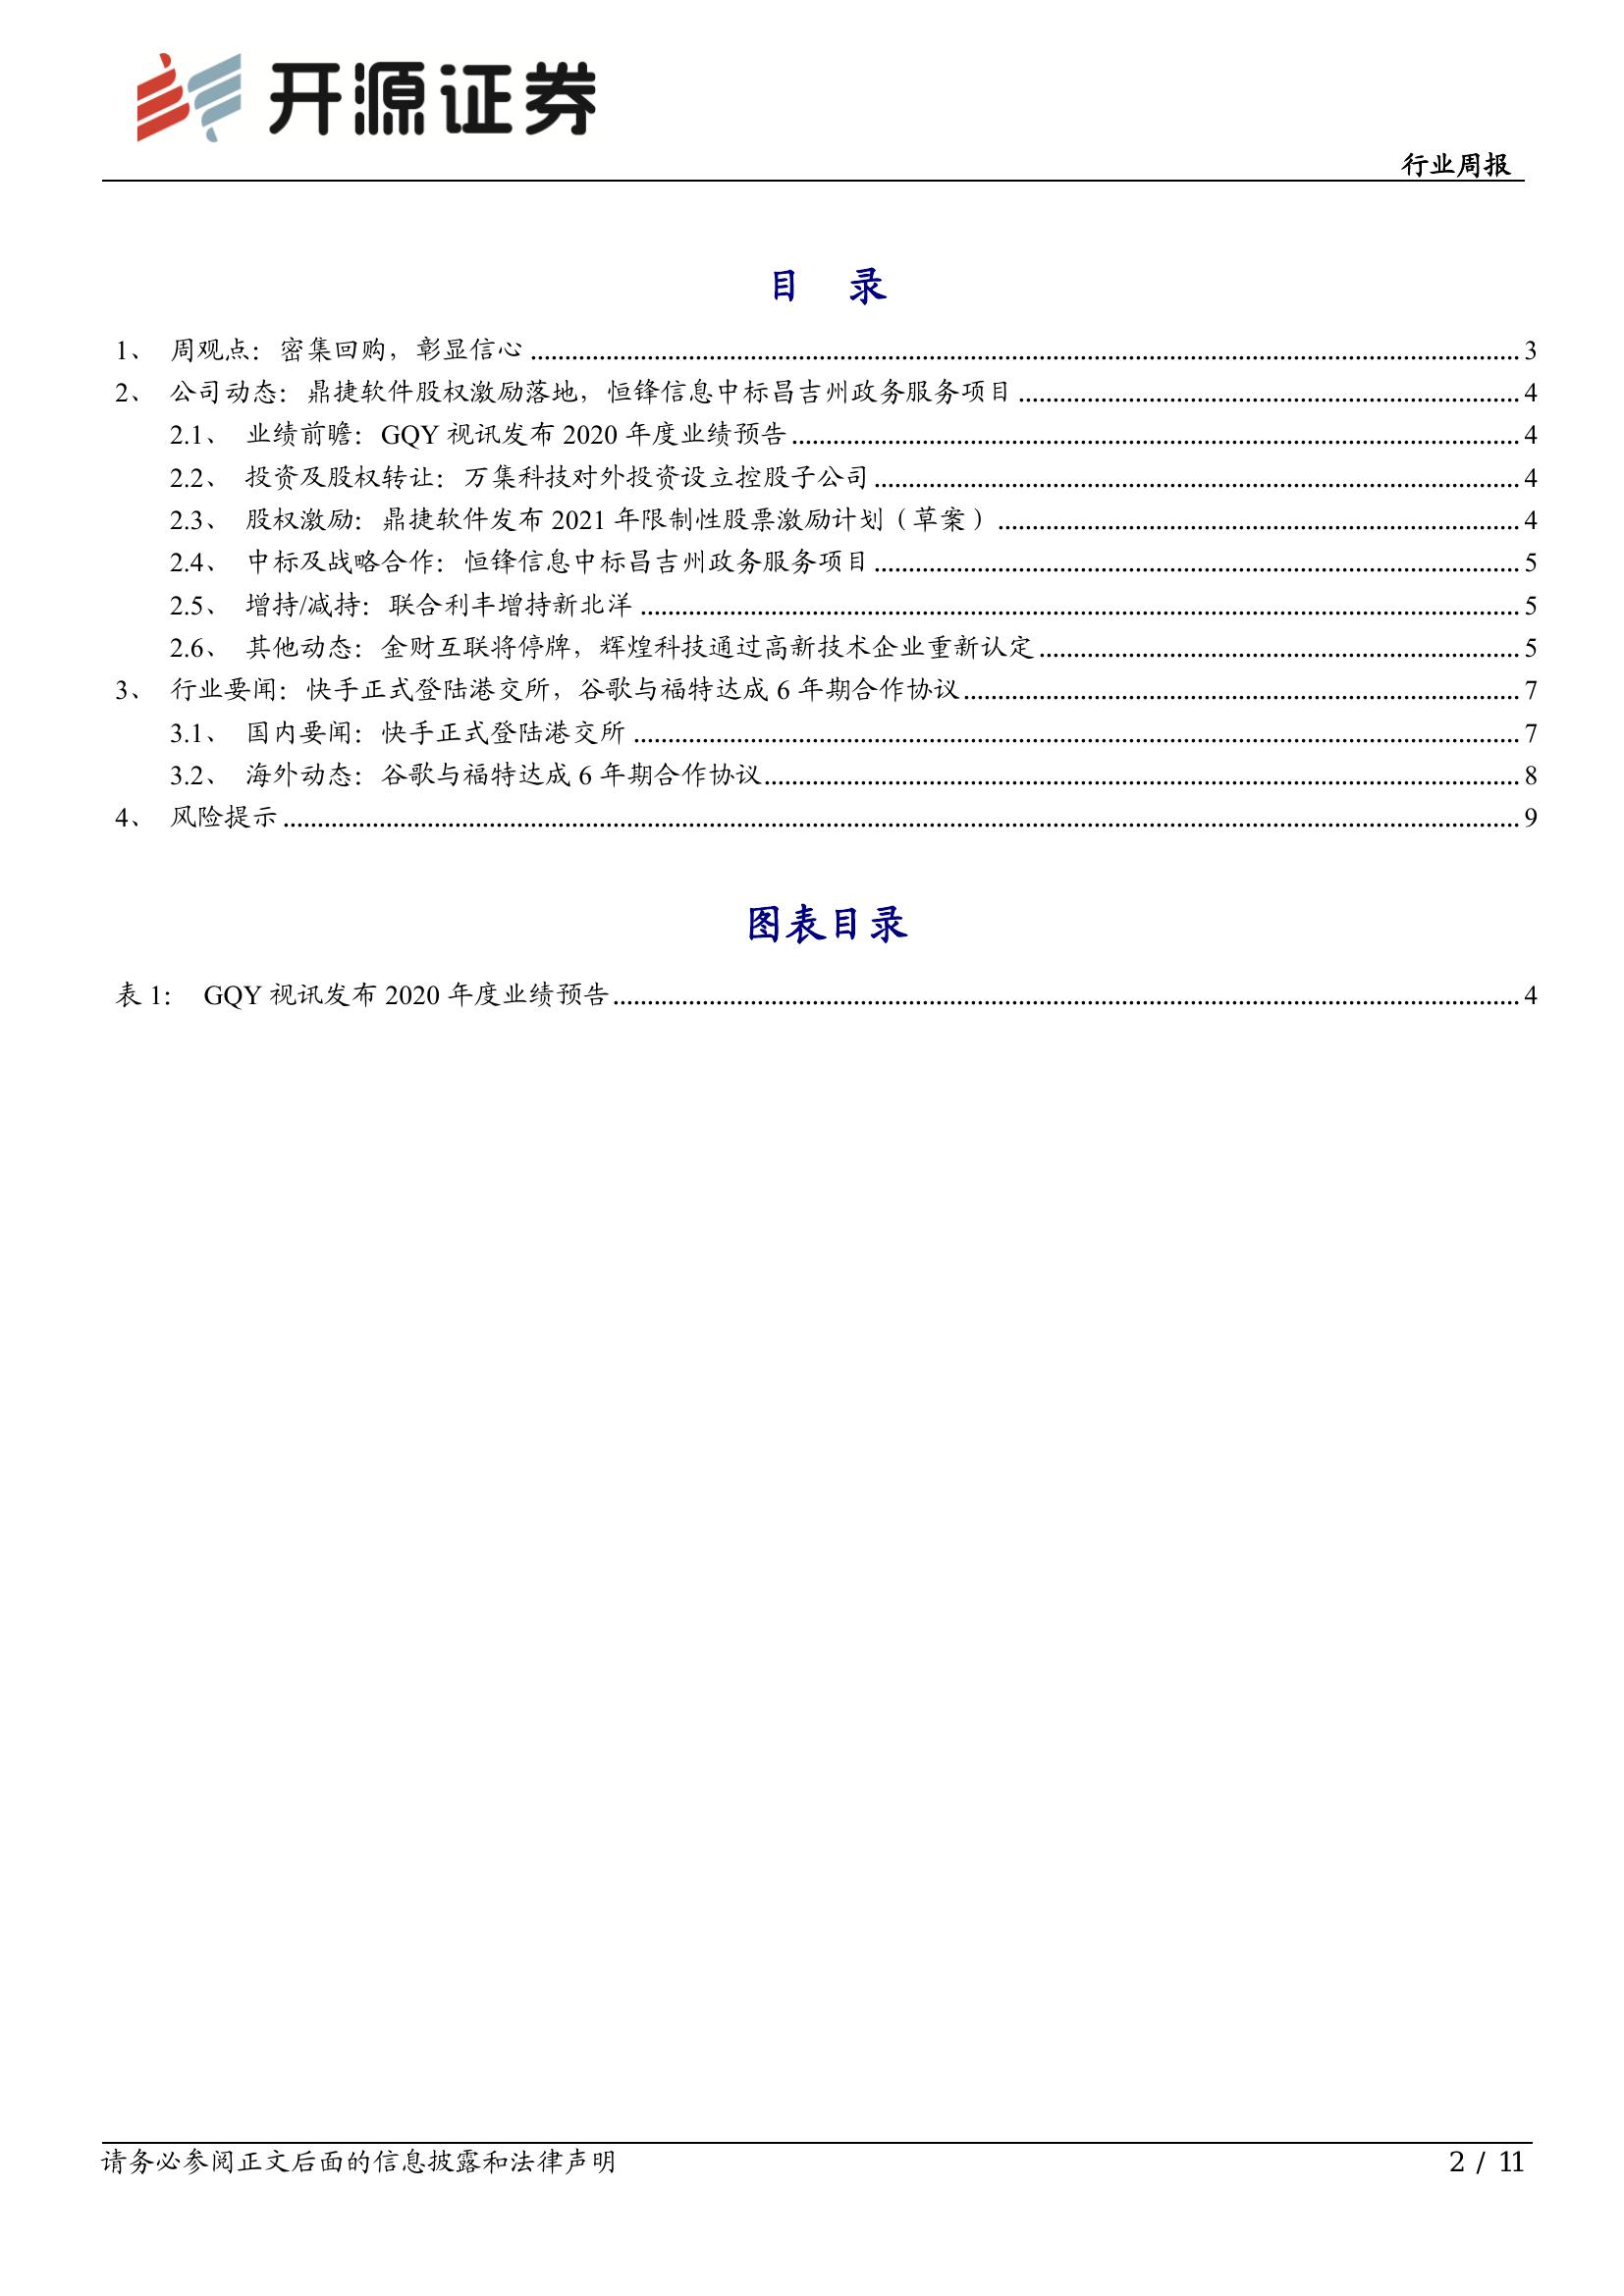 开源证券
行业周报
目 录
1、 周观点：密集回购，彰显信心 3
2、 公司动态：鼎捷软件股权激励落地，恒锋信息中标昌吉州政务服务项目 4
2.1、 业绩前瞻：GQY 视讯发布 2020 年度业绩预告 4
2.2、 投资及股权转让：万集科技对外投资设立控股子公司 4
2.3、 股权激励：鼎捷软件发布 2021 年限制性股票激励计划（草案） 4
2.4、 中标及战略合作：恒锋信息中标昌吉州政务服务项目 5
2.5、 增持/减持：联合利丰增持新北洋 5
2.6、 其他动态：金财互联将停牌，辉煌科技通过高新技术企业重新认定 5
3、 行业要闻：快手正式登陆港交所，谷歌与福特达成 6 年期合作协议 7
3.1、 国内要闻：快手正式登陆港交所 7
3.2、 海外动态：谷歌与福特达成 6 年期合作协议 8
4、 风险提示 9
图表目录
表 1： GQY 视讯发布 2020 年度业绩预告 4
请务必参阅正文后面的信息披露和法律声明 2 / 11